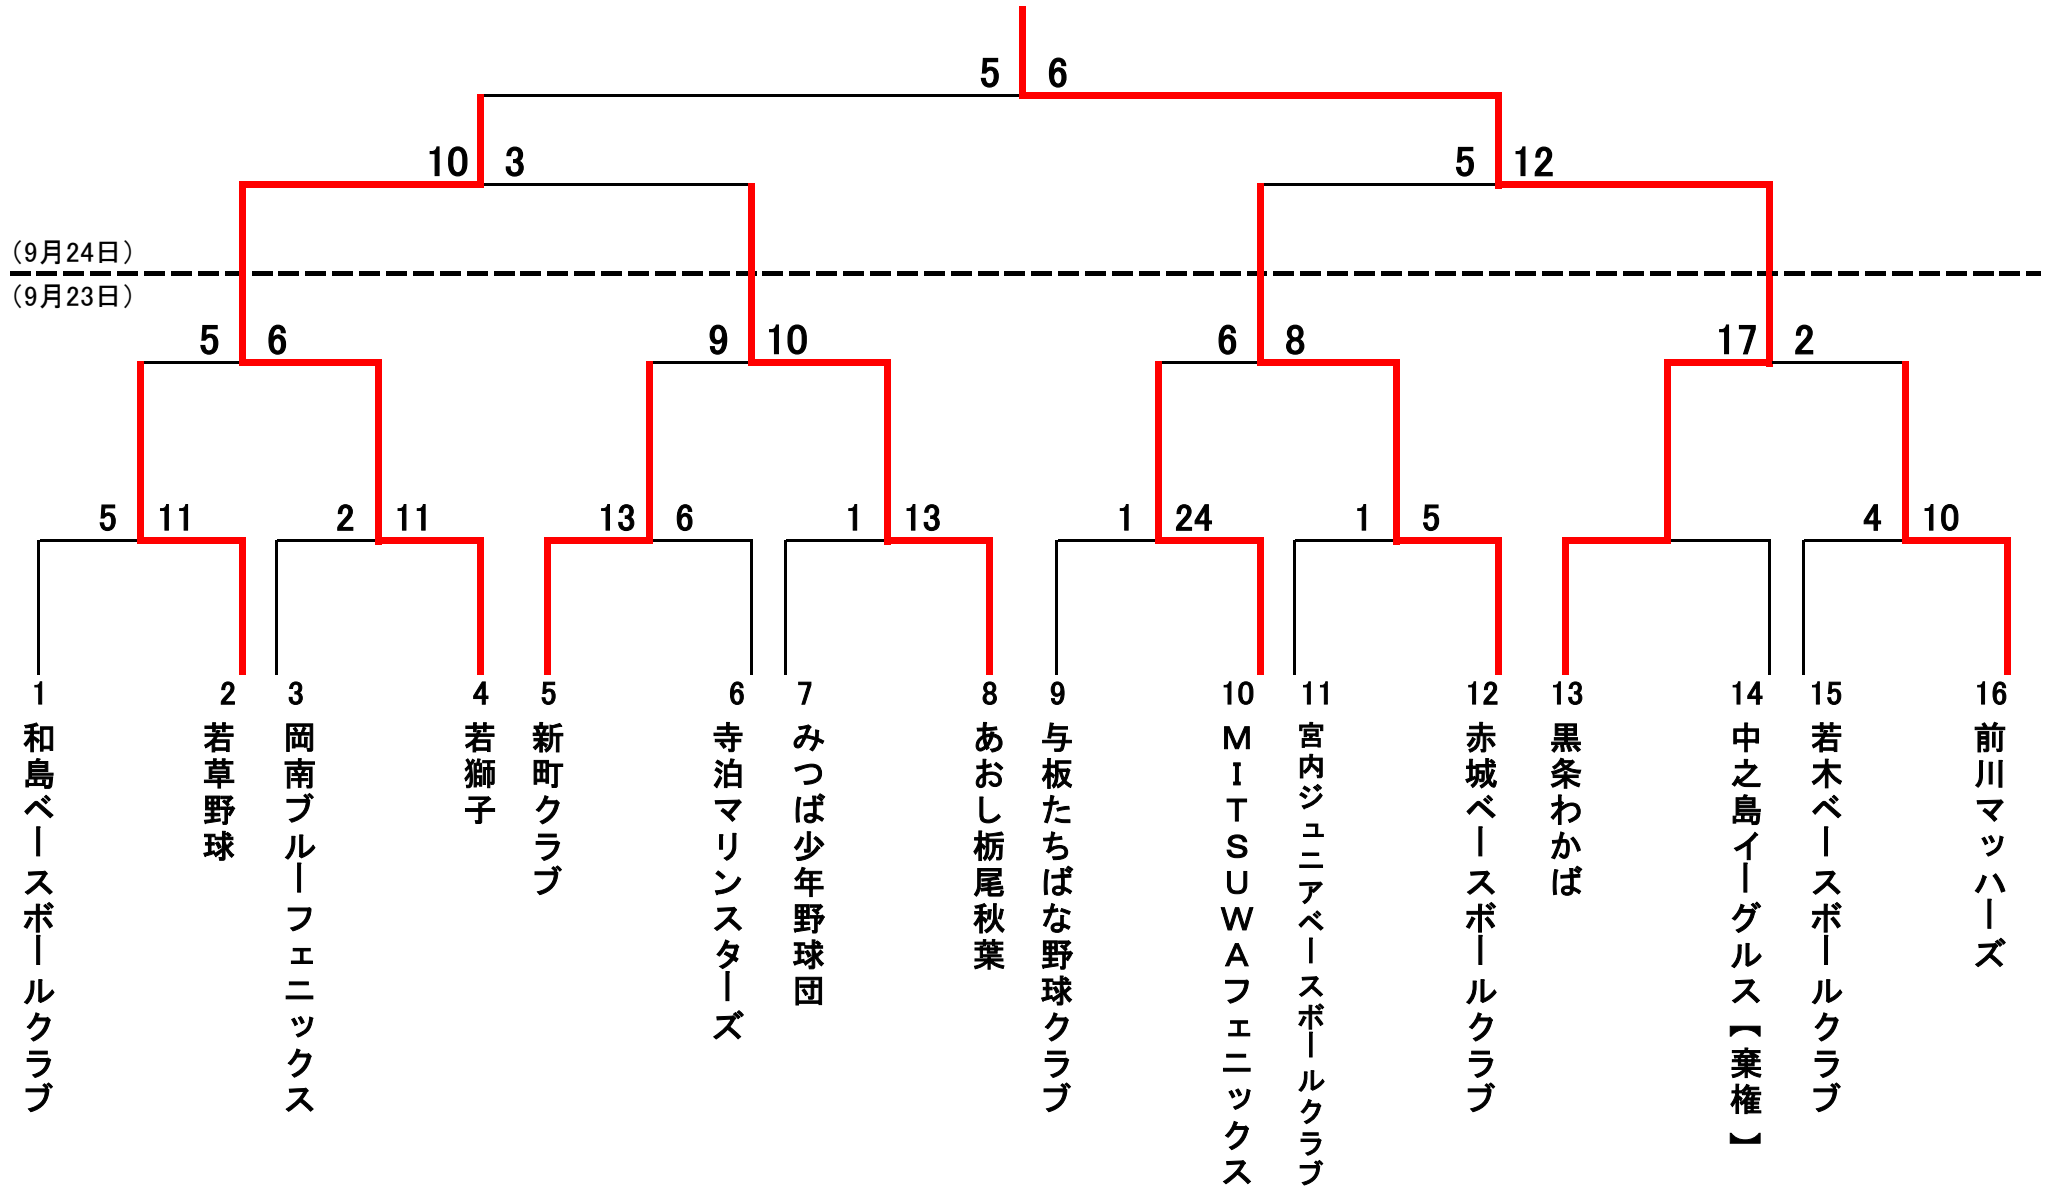 5 6
10 3 5 12
（9月24日）
（9月23日）
5 6 9 10 6 8 17 2
5 11 2 11 13 6 1 13 1 24 1 5 4 10
1 和島ベースボールクラブ
2 若草野球
3 岡南ブルーフェニックス
4 若獅子
5 新町クラブ
6 寺泊マリンスターズ
7 みつば少年野球団
8 あおし栃尾秋葉
9 与板たちばな野球クラブ
10 ＭＩＴＳＵＷＡフェニックス
11 宮内ジュニアベースボールクラブ
12 赤城ベースボールクラブ
13 黒条わかば
14 中之島イーグルス【棄権】
15 若木ベースボールクラブ
16 前川マッハーズ